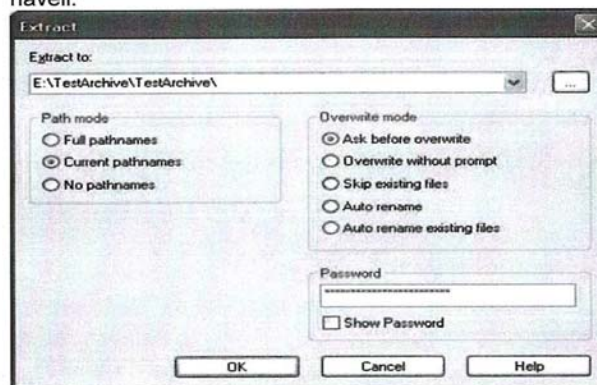 Extract
Extract to:
E:\TestArchive\TestArchive\
...
Path mode
Full pathnames
Current pathnames
No pathnames
Overwrite mode
Ask before overwrite
Overwrite without prompt
Skip existing files
Auto rename
Auto rename existing files
Password
Show Password
OK
Cancel
Help